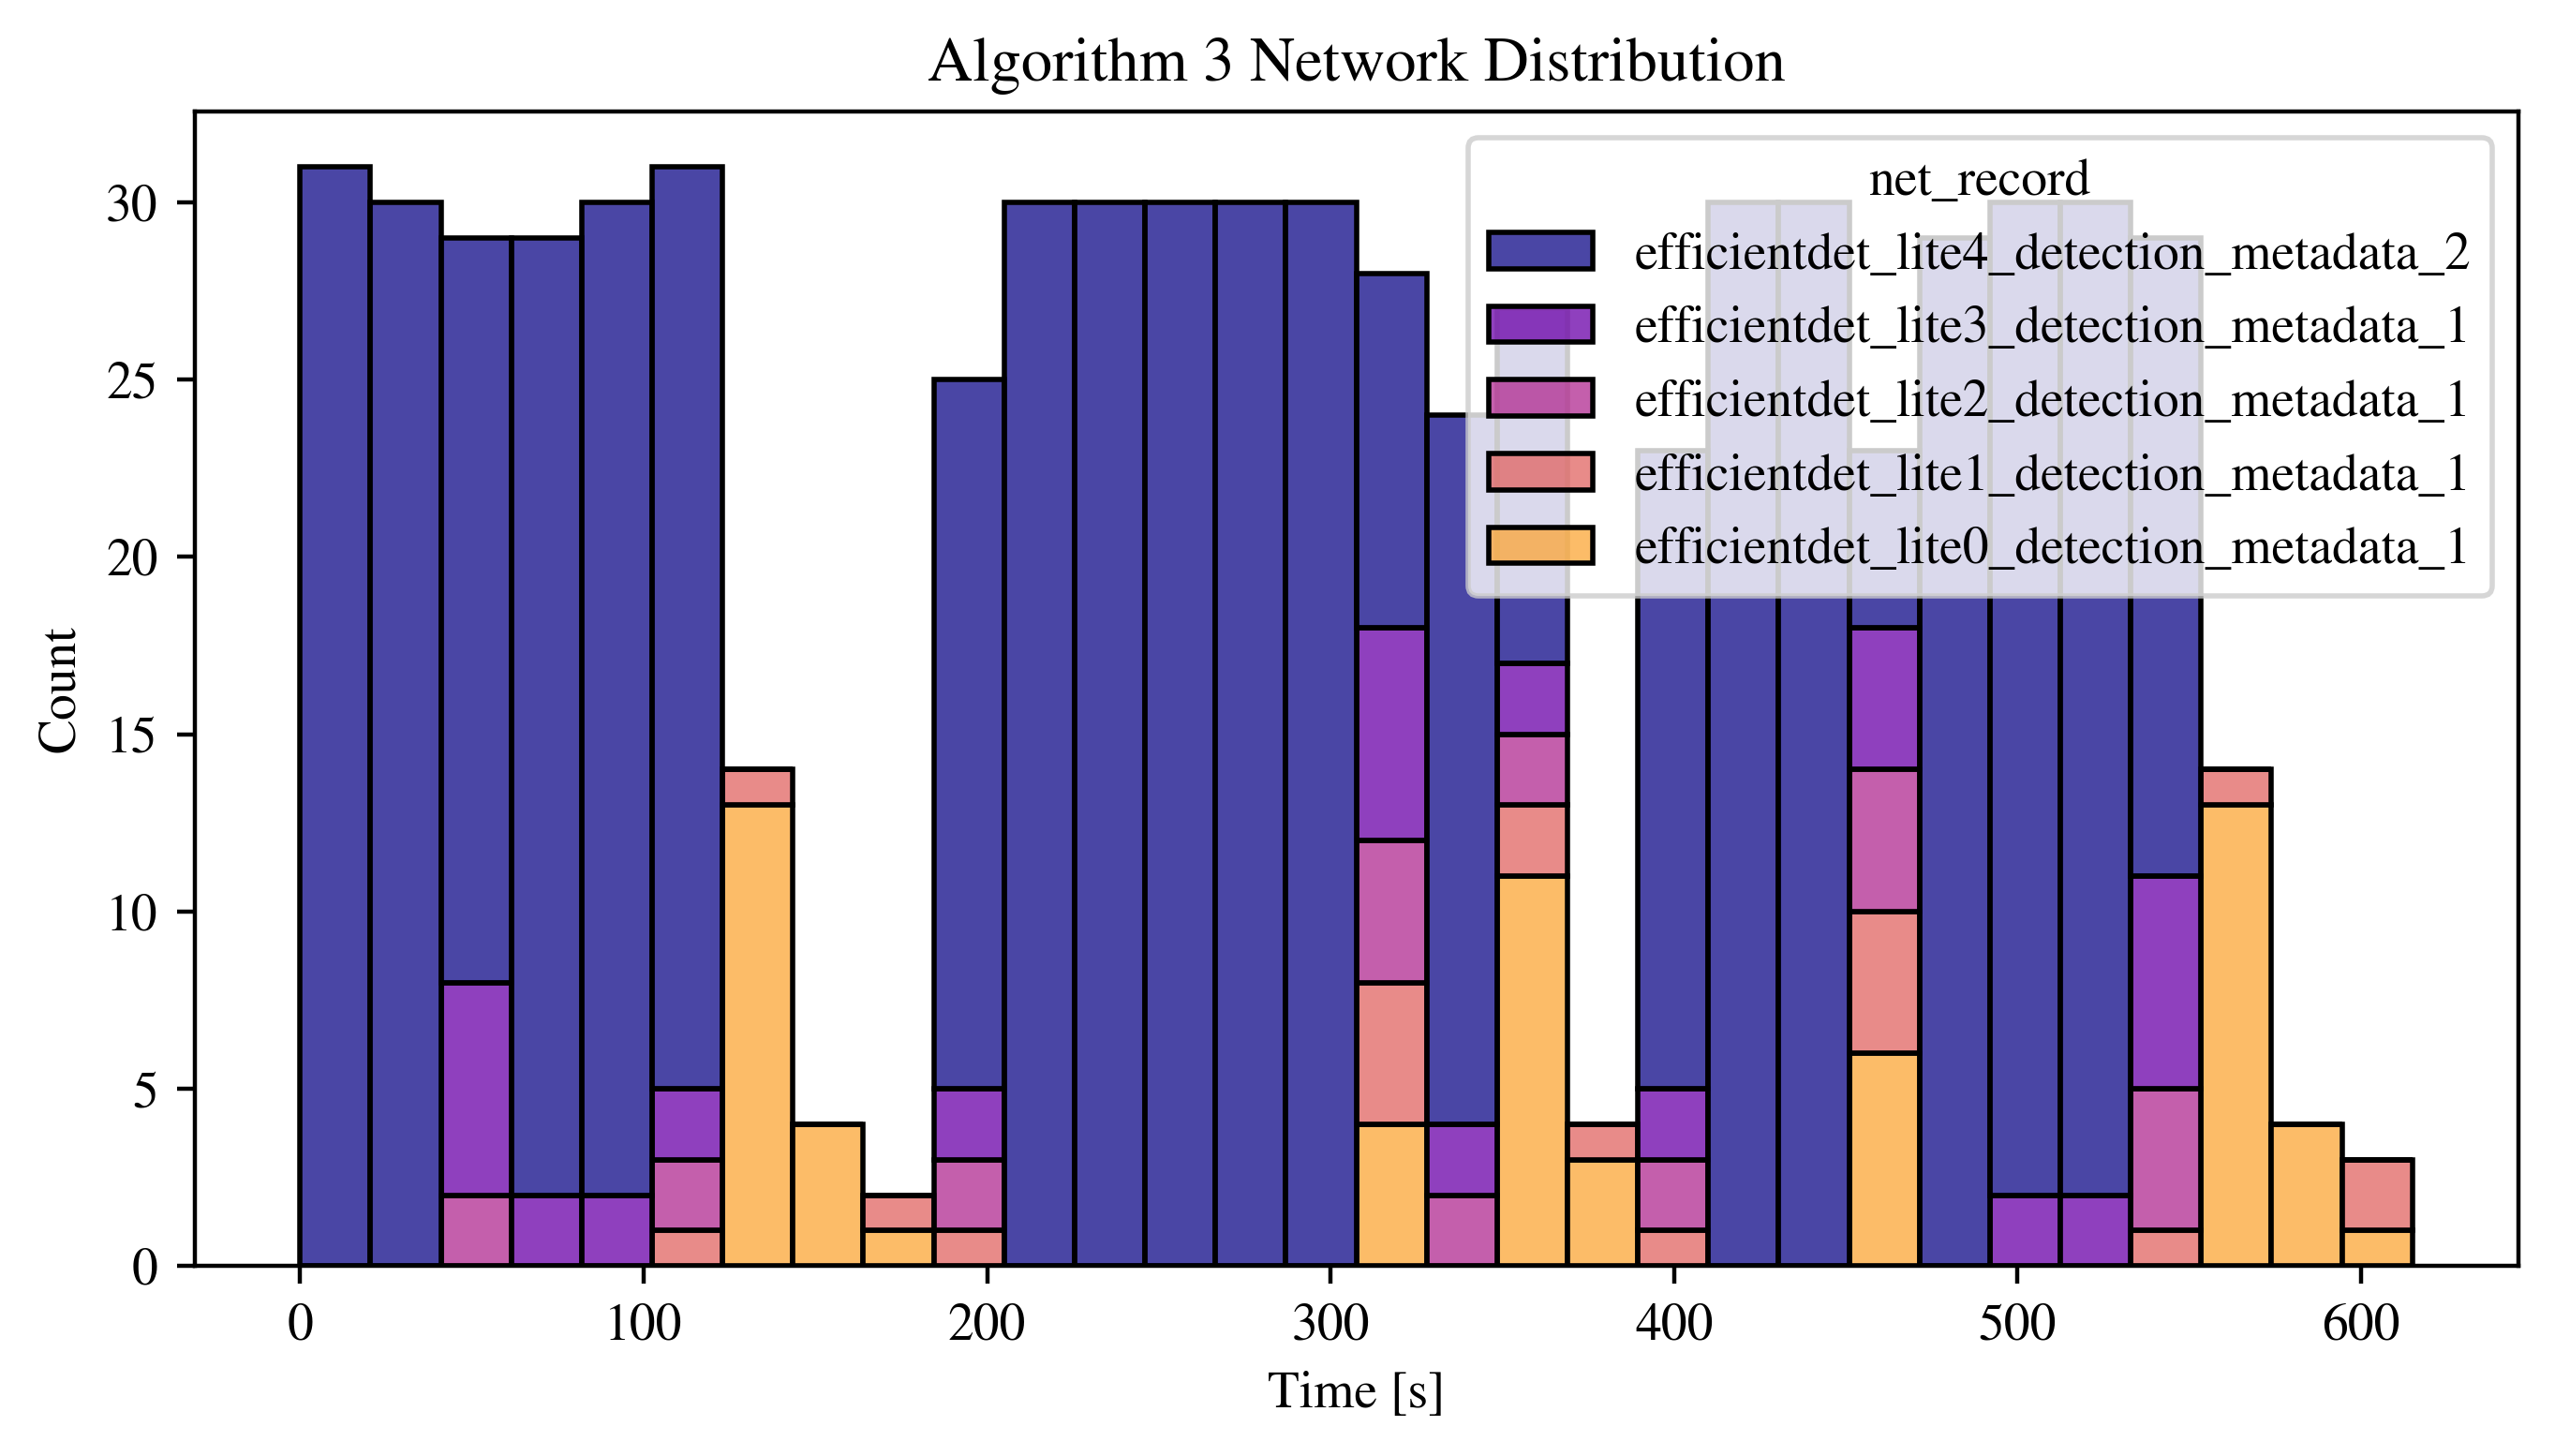 Algorithm 3 Network Distribution
net_record
efficientdet_lite4_detection_metadata_2
efficientdet_lite3_detection_metadata_1
efficientdet_lite2_detection_metadata_1
efficientdet_lite1_detection_metadata_1
efficientdet_lite0_detection_metadata_1
Count
30
25
20
15
10
5
0
0 100 200 300 400 500 600
Time [s]